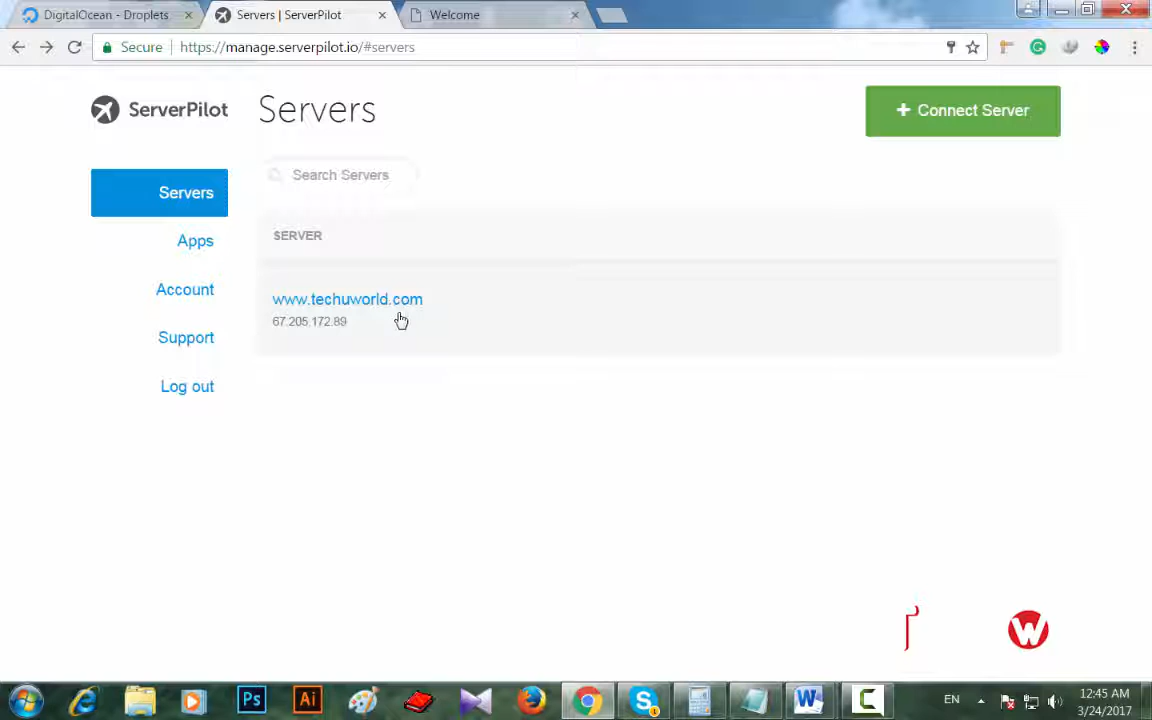 DigitalOcean - Droplets
Servers | ServerPilot
Welcome
Secure
https://manage.serverpilot.io/#servers
ServerPilot
Servers
+ Connect Server
Servers
Search Servers
Apps
SERVER
Account
www.techuworld.com
67.205.172.89
Support
Log out
W
Ps
Ai
S
W
C
EN
12:45 AM
3/24/2017